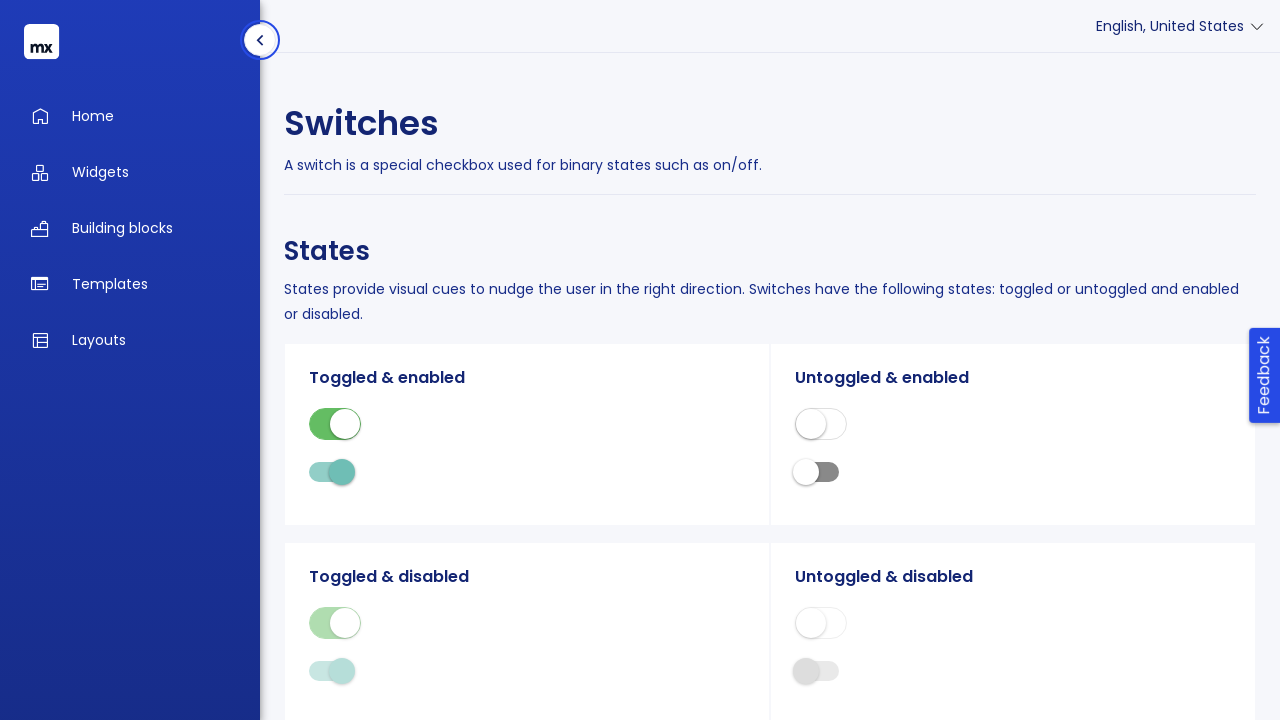 mx
English, United States
Home
Widgets
Building blocks
Templates
Layouts
Switches
A switch is a special checkbox used for binary states such as on/off.
States
States provide visual cues to nudge the user in the right direction. Switches have the following states: toggled or untoggled and enabled
or disabled.
Toggled & enabled
Untoggled & enabled
Feedback
Toggled & disabled
Untoggled & disabled